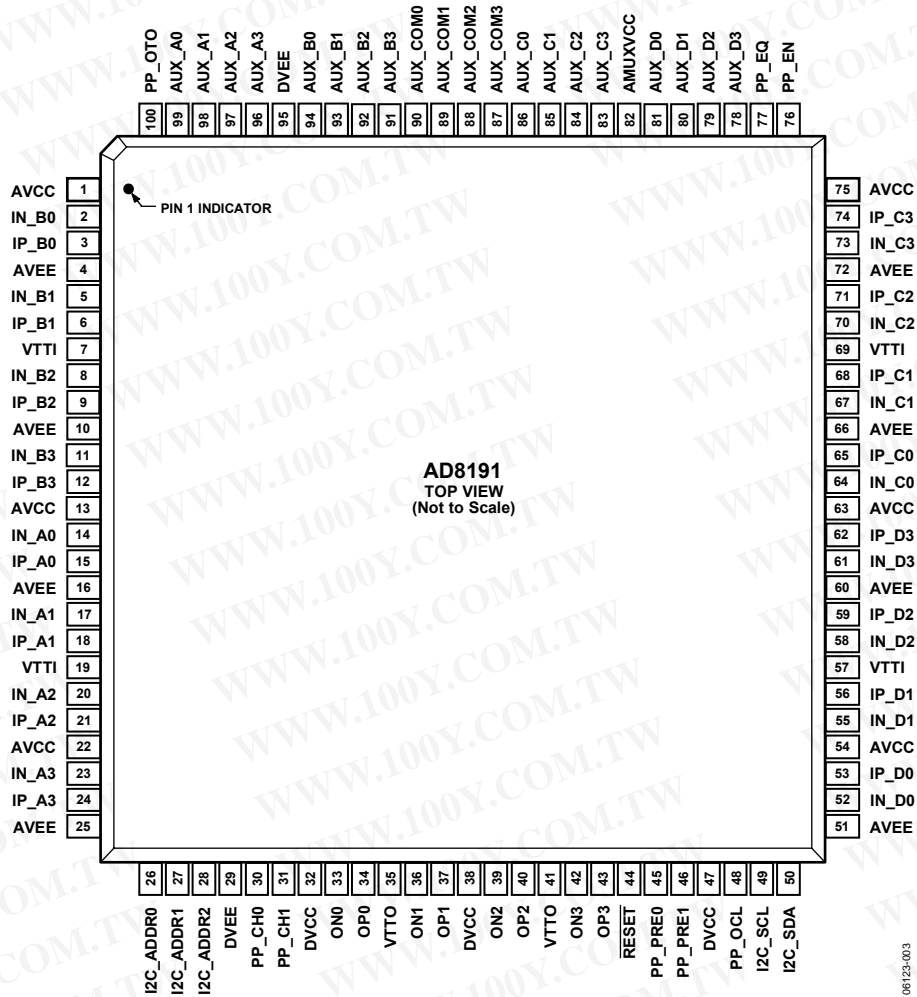 PP_OTO
AUX_A0
AUX_A1
AUX_A2
AUX_A3
DVEE
AUX_B0
AUX_B1
AUX_B2
AUX_B3
AUX_COM0
AUX_COM1
AUX_COM2
AUX_COM3
AUX_C0
AUX_C1
AUX_C2
AUX_C3
AMUXVCC
AUX_D0
AUX_D1
AUX_D2
AUX_D3
PP_EQ
PP_EN
100 99 98 97 96 95 94 93 92 91 90 89 88 87 86 85 84 83 82 81 80 79 78 77 76
AVCC 1
IN_B0 2
IP_B0 3
AVEE 4
IN_B1 5
IP_B1 6
VTTI 7
IN_B2 8
IP_B2 9
AVEE 10
IN_B3 11
IP_B3 12
AVCC 13
IN_A0 14
IP_A0 15
AVEE 16
IN_A1 17
IP_A1 18
VTTI 19
IN_A2 20
IP_A2 21
AVCC 22
IN_A3 23
IP_A3 24
AVEE 25
PIN 1 INDICATOR
AD8191
TOP VIEW
(Not to Scale)
75 AVCC
74 IP_C3
73 IN_C3
72 AVEE
71 IP_C2
70 IN_C2
69 VTTI
68 IP_C1
67 IN_C1
66 AVEE
65 IP_C0
64 IN_C0
63 AVCC
62 IP_D3
61 IN_D3
60 AVEE
59 IP_D2
58 IN_D2
57 VTTI
56 IP_D1
55 IN_D1
54 AVCC
53 IP_D0
52 IN_D0
51 AVEE
26 27 28 29 30 31 32 33 34 35 36 37 38 39 40 41 42 43 44 45 46 47 48 49 50
I2C_ADDR0
I2C_ADDR1
I2C_ADDR2
DVEE
PP_CH0
PP_CH1
DVCC
ON0
OP0
VTTO
ON1
OP1
DVCC
ON2
OP2
VTTO
ON3
OP3
RESET
PP_PRE0
PP_PRE1
DVCC
PP_OCL
I2C_SCL
I2C_SDA
06123-003
WWW.100Y.COM.TW